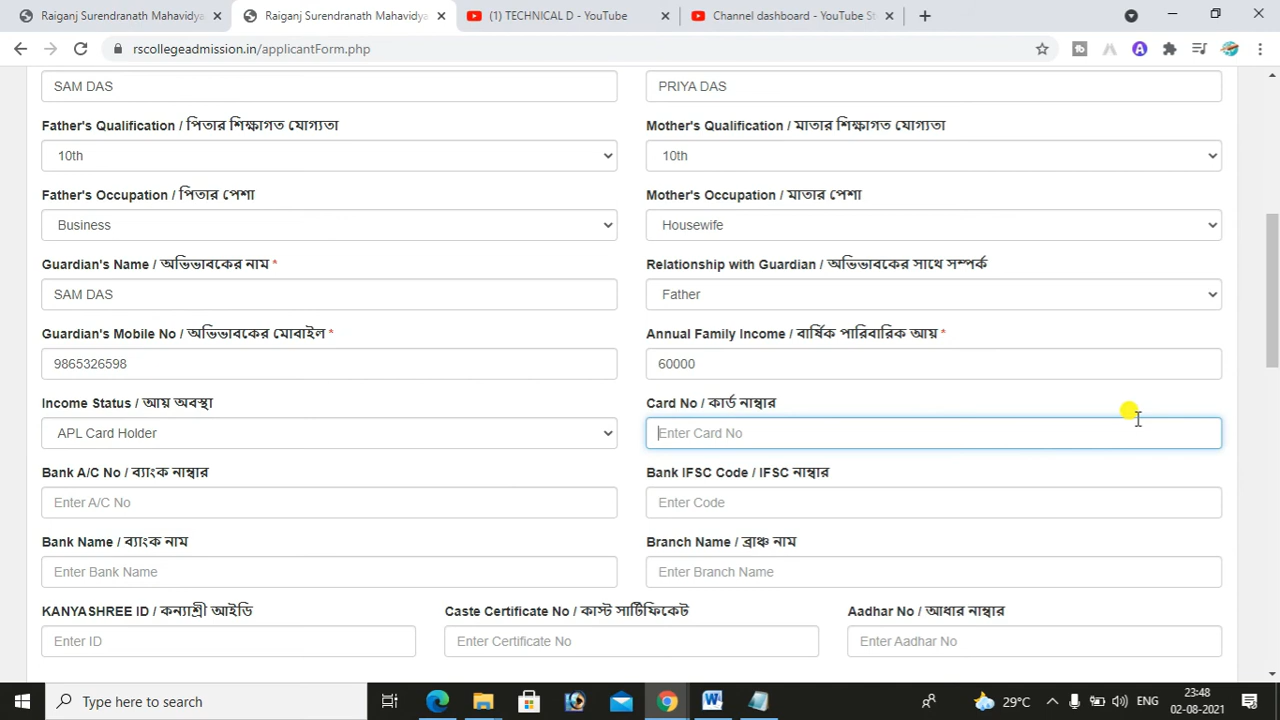 Raiganj Surendranath Mahavidya
Raiganj Surendranath Mahavidya
(1) TECHNICAL D - YouTube
Channel dashboard - YouTube St
rscollegeadmission.in/applicantForm.php
SAM DAS
PRIYA DAS
Father's Qualification / পিতার শিক্ষাগত যোগ্যতা
Mother's Qualification / মাতার শিক্ষাগত যোগ্যতা
10th
10th
Father's Occupation / পিতার পেশা
Mother's Occupation / মাতার পেশা
Business
Housewife
Guardian's Name / অভিভাবকের নাম *
Relationship with Guardian / অভিভাবকের সাথে সম্পর্ক
SAM DAS
Father
Guardian's Mobile No / অভিভাবকের মোবাইল *
Annual Family Income / বার্ষিক পারিবারিক আয় *
9865326598
60000
Income Status / আয় অবস্থা
Card No / কার্ড নাম্বার
APL Card Holder
Enter Card No
Bank A/C No / ব্যাংক নাম্বার
Bank IFSC Code / IFSC নাম্বার
Enter A/C No
Enter Code
Bank Name / ব্যাংক নাম
Branch Name / ব্রাঞ্চ নাম
Enter Bank Name
Enter Branch Name
KANYASHREE ID / কন্যাশ্রী আইডি
Caste Certificate No / কাস্ট সার্টিফিকেট
Aadhar No / আধার নাম্বার
Enter ID
Enter Certificate No
Enter Aadhar No
Type here to search
29°C
ENG
23:48
02-08-2021